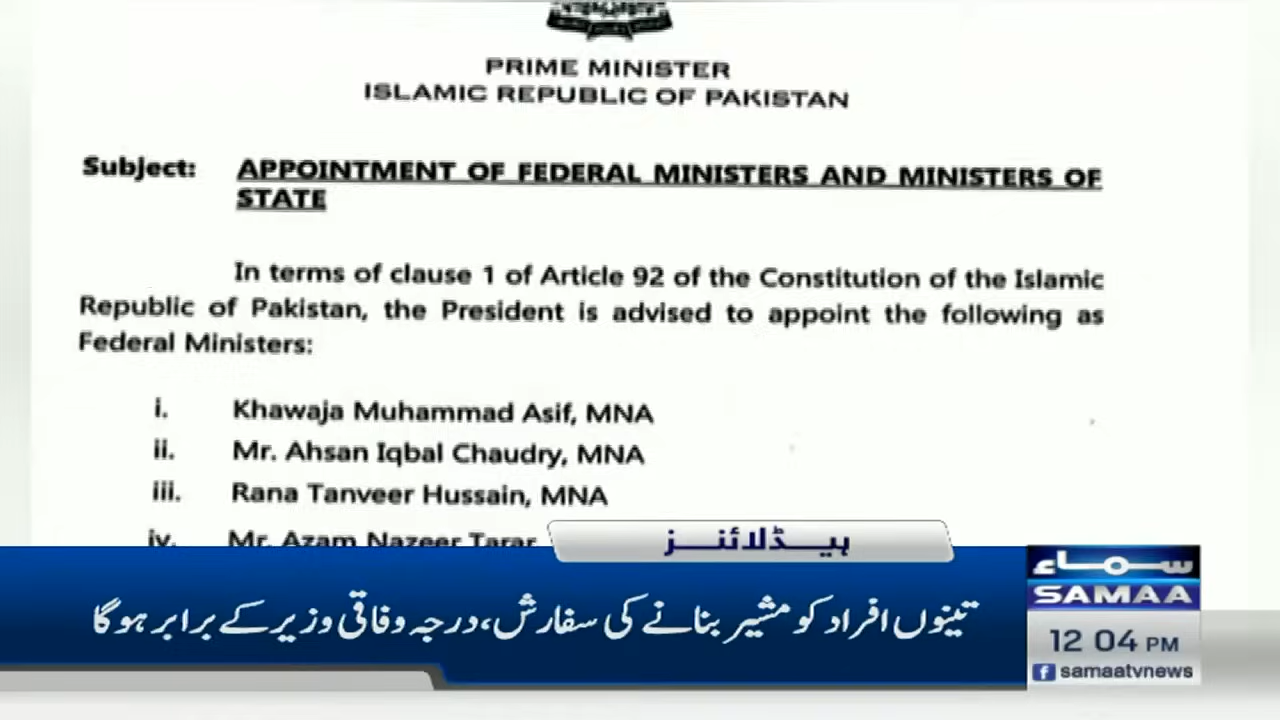 PRIME MINISTER
ISLAMIC REPUBLIC OF PAKISTAN
Subject: APPOINTMENT OF FEDERAL MINISTERS AND MINISTERS OF
STATE
In terms of clause 1 of Article 92 of the Constitution of the Islamic
Republic of Pakistan, the President is advised to appoint the following as
Federal Ministers:
i. Khawaja Muhammad Asif, MNA
ii. Mr. Ahsan Iqbal Chaudry, MNA
iii. Rana Tanveer Hussain, MNA
iv. Mr. Azam Nazeer Tarar
ہیڈلائنز
تینوں افراد کو مشیر بنانے کی سفارش، درجہ وفاقی وزیر کے برابر ہوگا
سماء
SAMAA
12 04 PM
samaatvnews